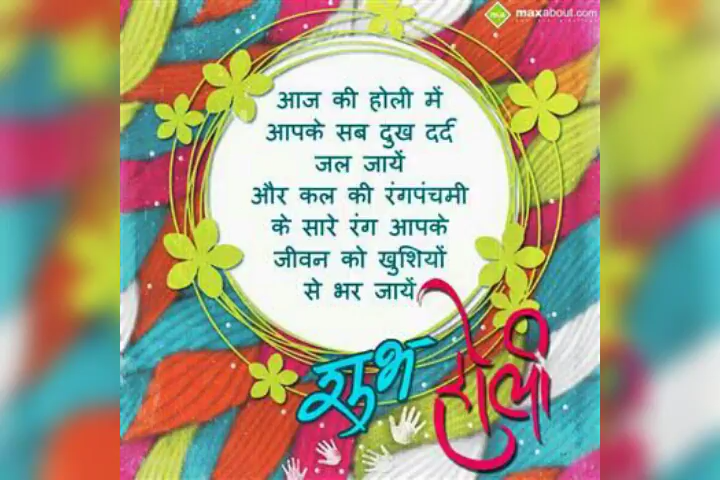 maxabout.com
आज की होली में
आपके सब दुख दर्द
जल जायें
और कल की रंगपंचमी
के सारे रंग आपके
जीवन को खुशियों
से भर जायें
शुभ होली